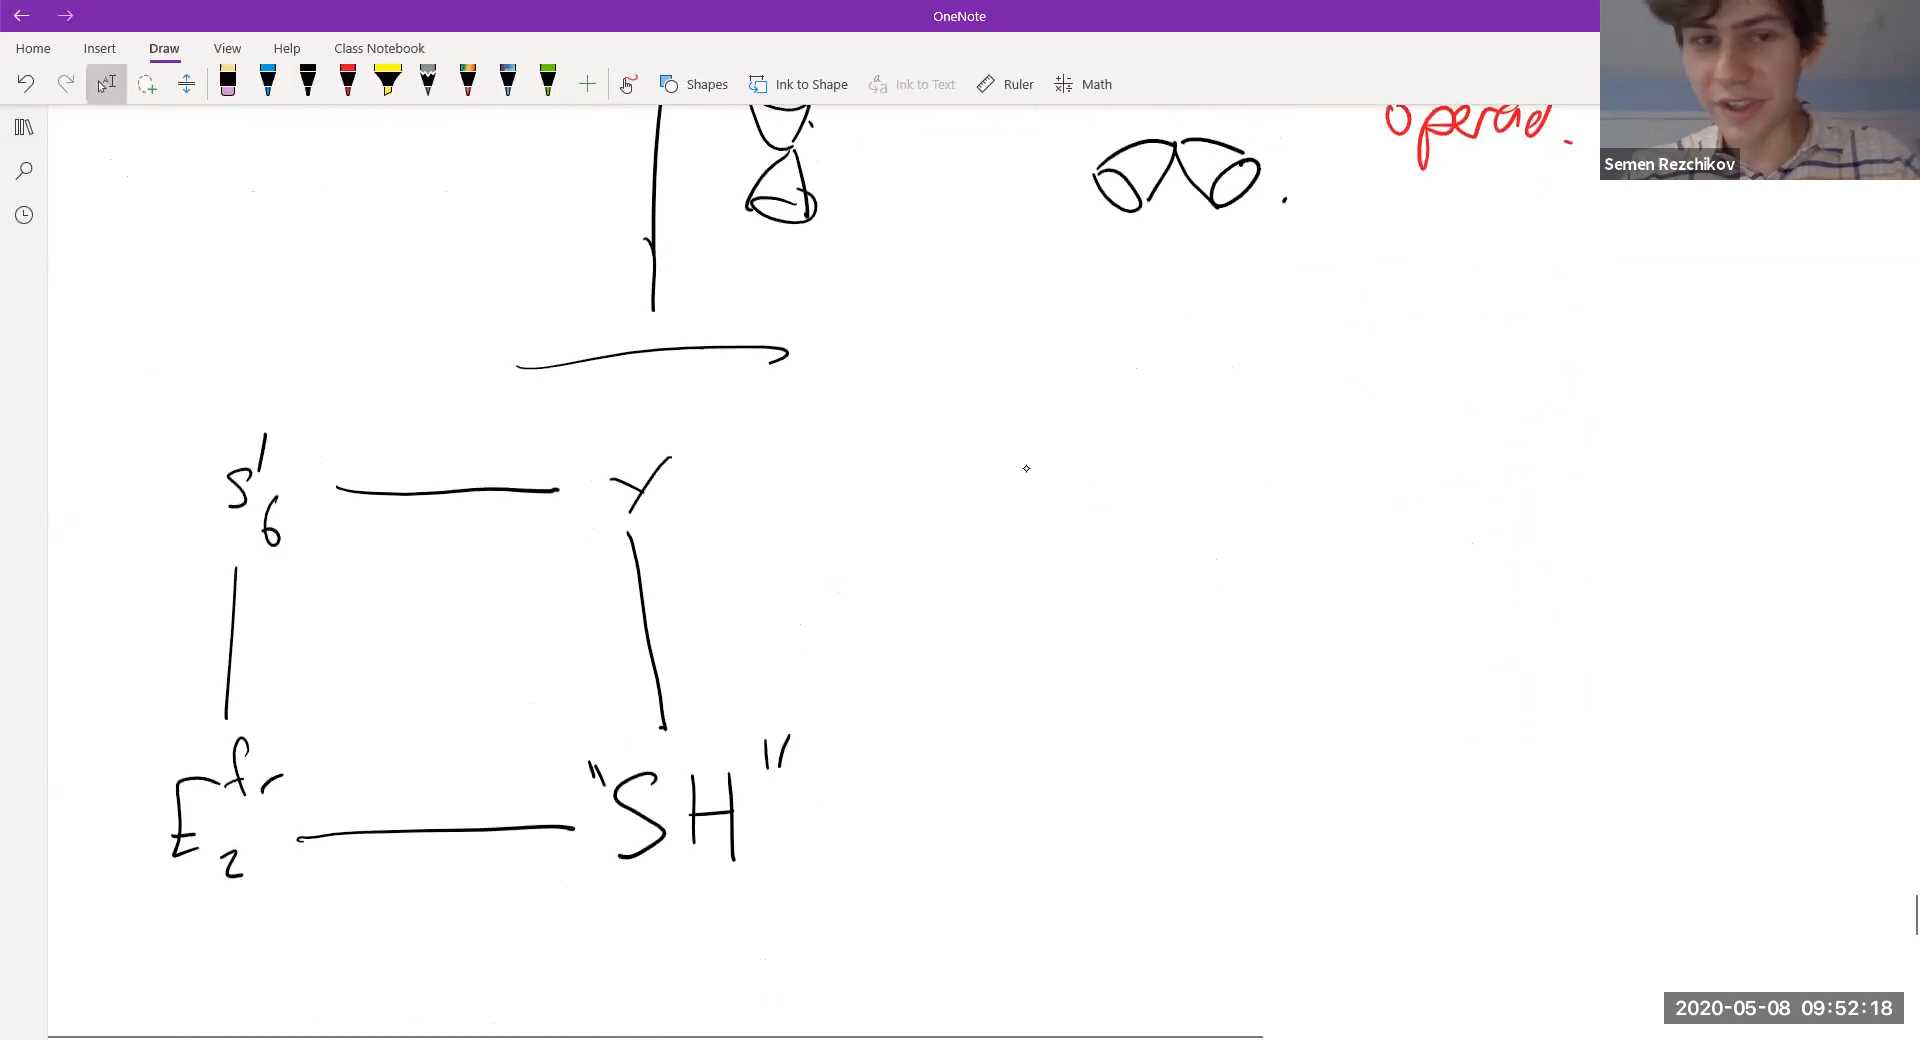 OneNote
Home Insert Draw View Help Class Notebook
Shapes Ink to Shape Ink to Text Ruler Math
operad.
Semen Rezchikov
S¹₆ Y
E₂ᶠʳ "SH"
2020-05-08 09:52:18